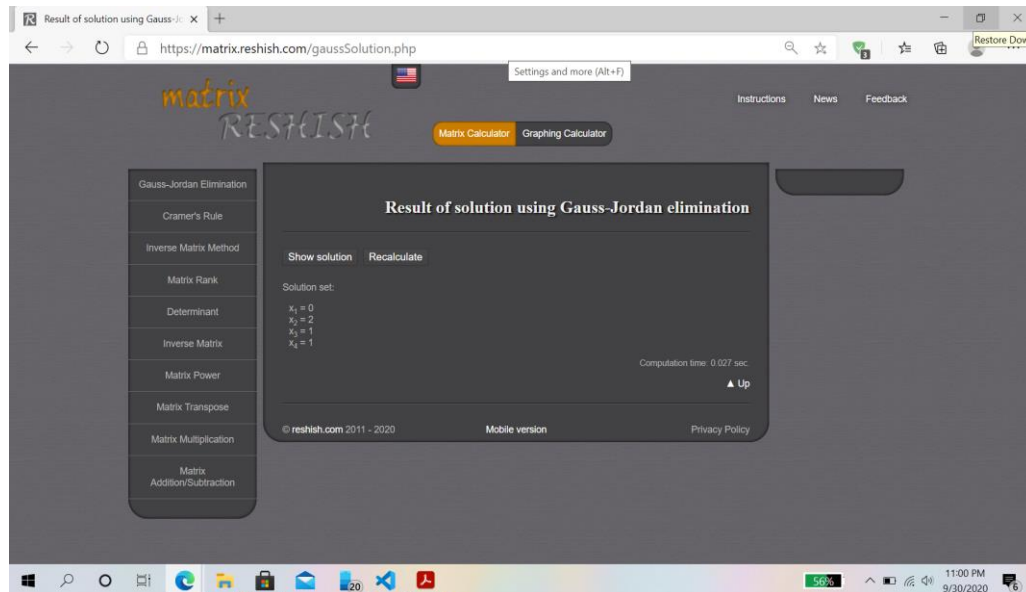 Result of solution using Gauss-Jo
https://matrix.reshish.com/gaussSolution.php
Restore Dow
Settings and more (Alt+F)
matrix
RESHISH
Instructions News Feedback
Matrix Calculator Graphing Calculator
Gauss-Jordan Elimination
Cramer's Rule
Inverse Matrix Method
Matrix Rank
Determinant
Inverse Matrix
Matrix Power
Matrix Transpose
Matrix Multiplication
Matrix
Addition/Subtraction
Result of solution using Gauss-Jordan elimination
Show solution Recalculate
Solution set:
x₁ = 0
x₂ = 2
x₃ = 1
x₄ = 1
Computation time: 0.027 sec.
▲ Up
© reshish.com 2011 - 2020 Mobile version Privacy Policy
20
56%
11:00 PM
9/30/2020
6